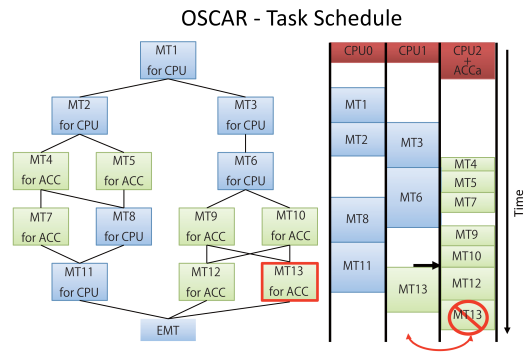 OSCAR - Task Schedule
MT1
for CPU
MT2
for CPU
MT3
for CPU
MT4
for ACC
MT5
for ACC
MT6
for CPU
MT7
for ACC
MT8
for CPU
MT9
for ACC
MT10
for ACC
MT11
for CPU
MT12
for ACC
MT13
for ACC
EMT
CPU0
CPU1
CPU2
+
ACCa
MT1
MT2
MT8
MT11
MT3
MT6
MT13
MT4
MT5
MT7
MT9
MT10
MT12
MT13
Time